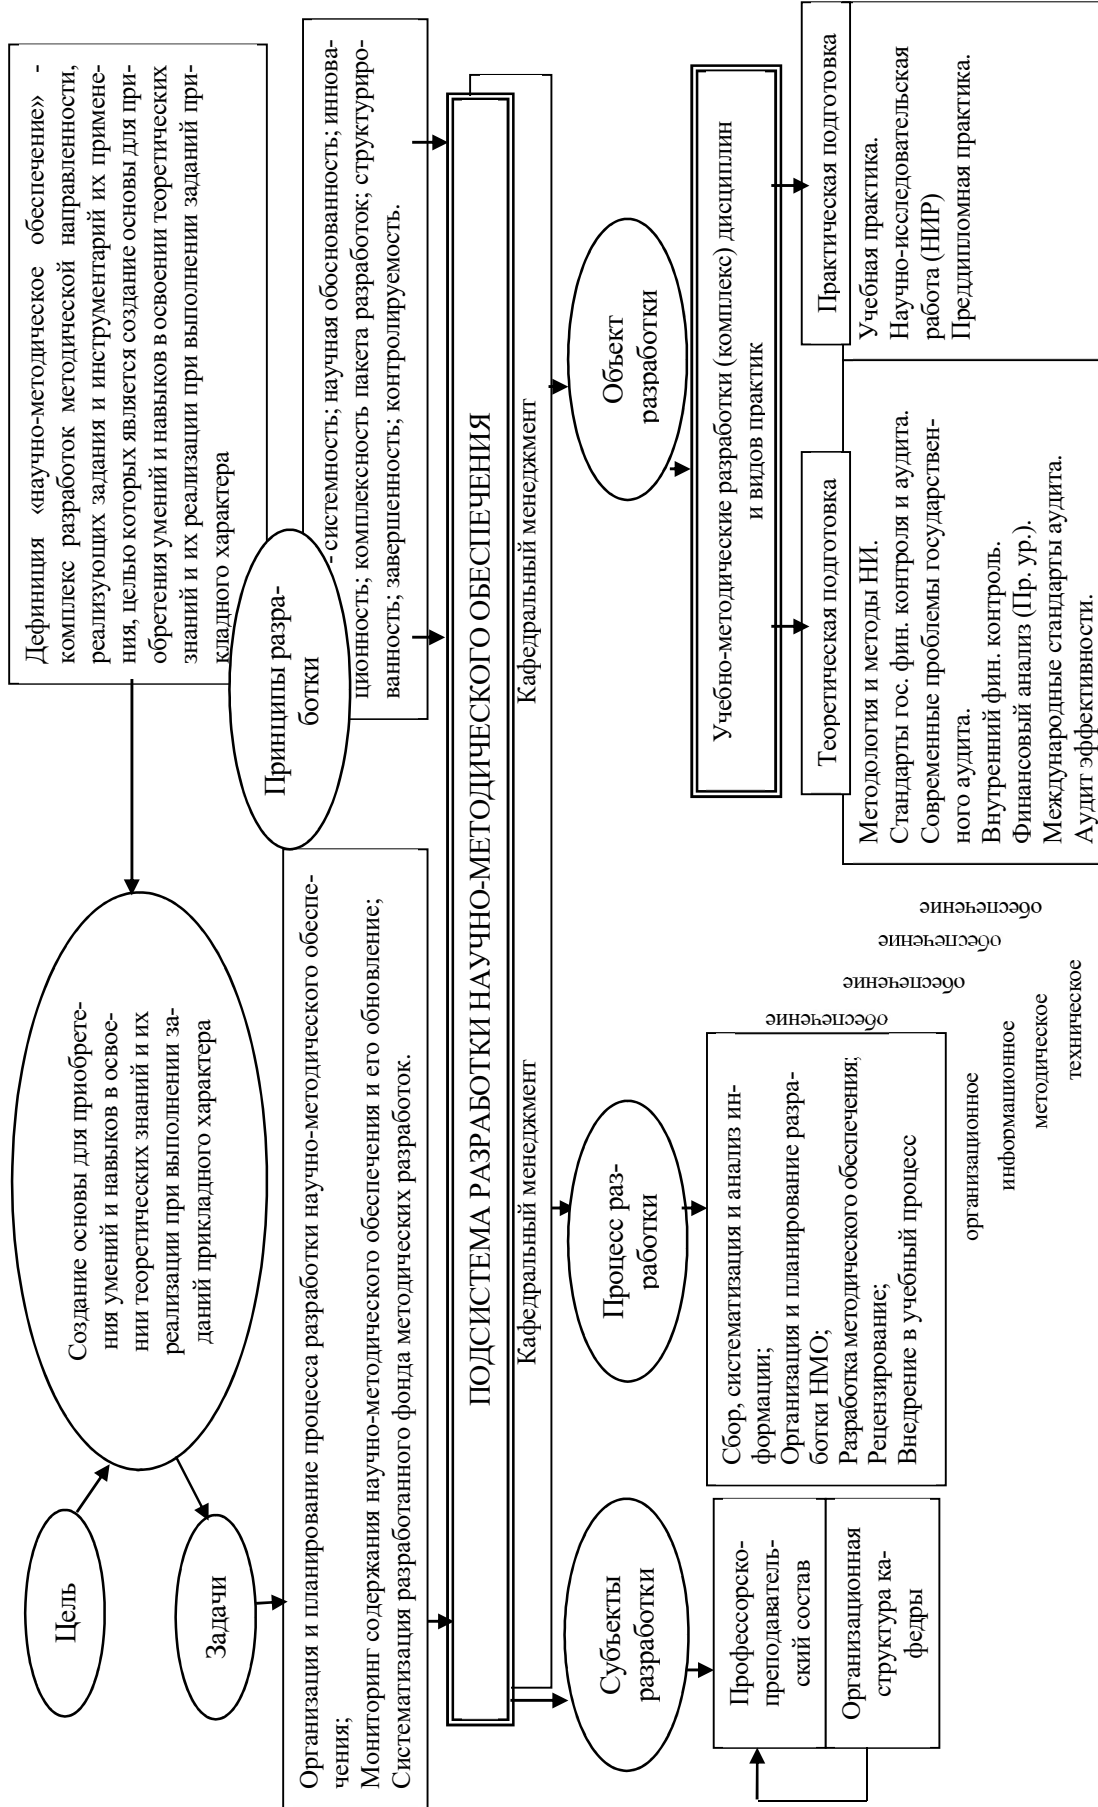 Цель
Создание основы для приобрете-
ния умений и навыков в освое-
нии теоретических знаний и их
реализации при выполнении за-
даний прикладного характера
Дефиниция «научно-методическое обеспечение» -
комплекс разработок методической направленности,
реализующих задания и инструментарий их примене-
ния, целью которых является создание основы для при-
обретения умений и навыков в освоении теоретических
знаний и их реализации при выполнении заданий при-
кладного характера
Задачи
Организация и планирование процесса разработки научно-методического обеспе-
чения;
Мониторинг содержания научно-методического обеспечения и его обновление;
Систематизация разработанного фонда методических разработок.
Принципы разра-
ботки
- системность; научная обоснованность; иннова-
ционность; комплексность пакета разработок; структуриро-
ванность; завершенность; контролируемость.
ПОДСИСТЕМА РАЗРАБОТКИ НАУЧНО-МЕТОДИЧЕСКОГО ОБЕСПЕЧЕНИЯ
Кафедральный менеджмент
Кафедральный менеджмент
Субъекты
разработки
Профессорско-
преподаватель-
ский состав
Организационная
структура ка-
федры
Процесс раз-
работки
Сбор, систематизация и анализ ин-
формации;
Организация и планирование разра-
ботки НМО;
Разработка методического обеспечения;
Рецензирование;
Внедрение в учебный процесс
организационное
информационное
методическое
техническое
обеспечение
обеспечение
обеспечение
обеспечение
Объект
разработки
Учебно-методические разработки (комплекс) дисциплин
и видов практик
Теоретическая подготовка
Методология и методы НИ.
Стандарты гос. фин. контроля и аудита.
Современные проблемы государствен-
ного аудита.
Внутренний фин. контроль.
Финансовый анализ (Пр. ур.).
Международные стандарты аудита.
Аудит эффективности.
Практическая подготовка
Учебная практика.
Научно-исследовательская
работа (НИР)
Преддипломная практика.